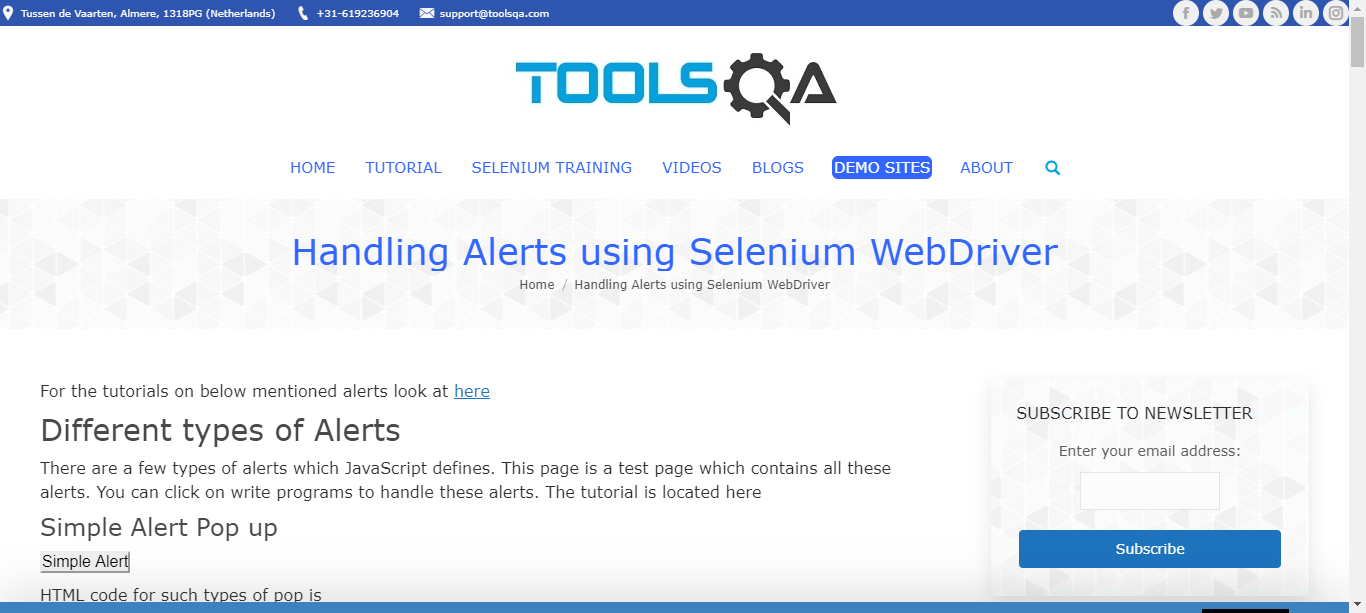 Tussen de Vaarten, Almere, 1318PG (Netherlands) +31-619236904 support@toolsqa.com
TOOLSQA
HOME TUTORIAL SELENIUM TRAINING VIDEOS BLOGS DEMO SITES ABOUT
Handling Alerts using Selenium WebDriver
Home / Handling Alerts using Selenium WebDriver
For the tutorials on below mentioned alerts look at here
Different types of Alerts
There are a few types of alerts which JavaScript defines. This page is a test page which contains all these
alerts. You can click on write programs to handle these alerts. The tutorial is located here
Simple Alert Pop up
Simple Alert
HTML code for such types of pop is
SUBSCRIBE TO NEWSLETTER
Enter your email address:
Subscribe